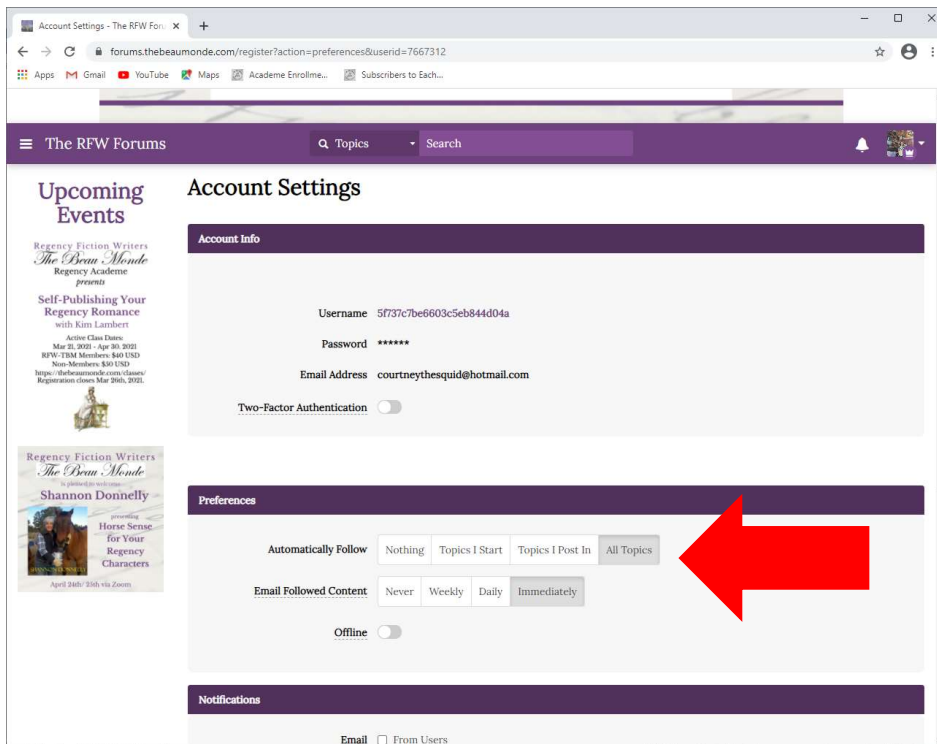 Account Settings - The RFW Foru
forums.thebeaumonde.com/register?action=preferences&userid=7667312
Apps Gmail YouTube Maps Academe Enrollme... Subscribers to Each...
The RFW Forums Topics Search
Upcoming
Events
Regency Fiction Writers
The Beau Monde
Regency Academe
presents
Self-Publishing Your
Regency Romance
with Kim Lambert
Active Class Dates:
Mar 21, 2021 - Apr 30, 2021
RFW-TBM Members: $40 USD
Non-Members: $50 USD
https://thebeaumonde.com/classes/
Registration closes Mar 26th, 2021.
Regency Fiction Writers
The Beau Monde
is pleased to welcome
Shannon Donnelly
presenting
Horse Sense
for Your
Regency
Characters
SHANNON DONNELLY
April 24th/ 25th via Zoom
Account Settings
Account Info
Username 5f737c7be6603c5eb844d04a
Password ******
Email Address courtneythesquid@hotmail.com
Two-Factor Authentication
Preferences
Automatically Follow Nothing Topics I Start Topics I Post In All Topics
Email Followed Content Never Weekly Daily Immediately
Offline
Notifications
Email From Users